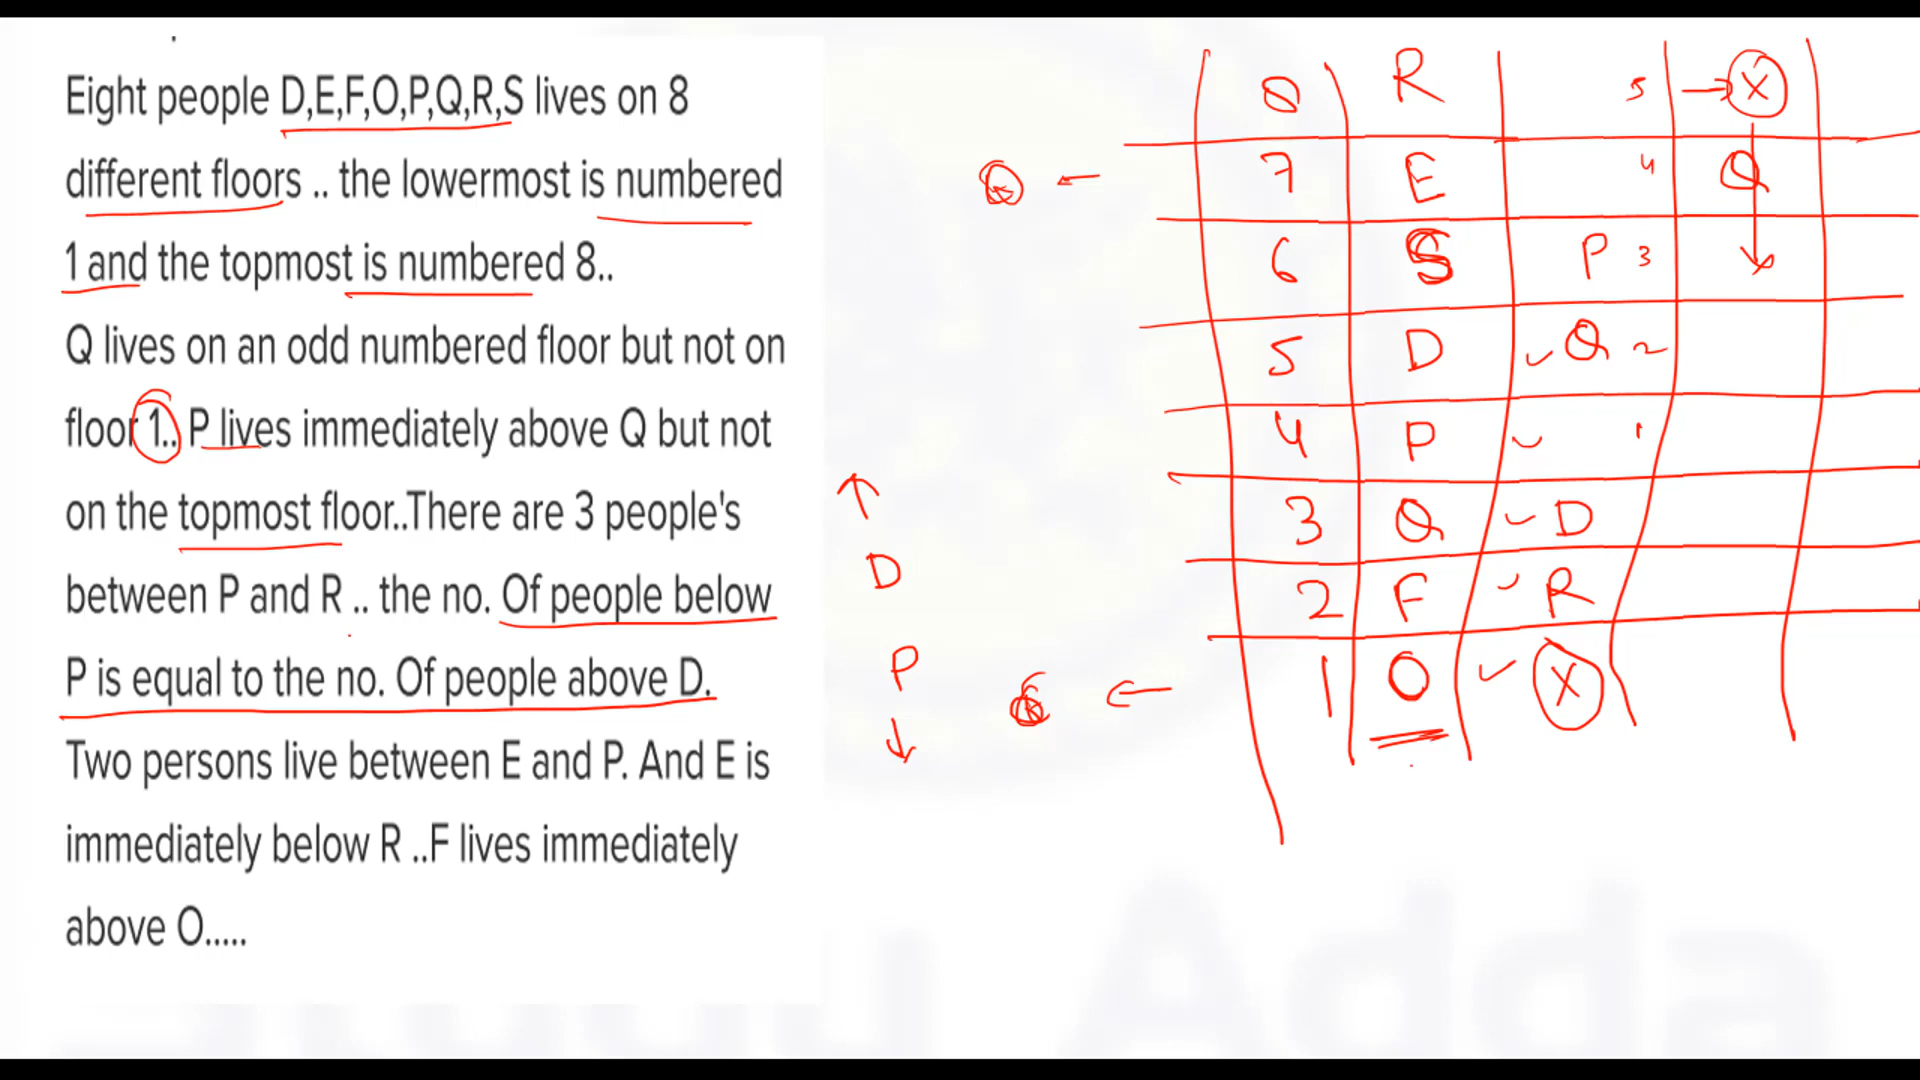 Eight people D,E,F,O,P,Q,R,S lives on 8
different floors .. the lowermost is numbered
1 and the topmost is numbered 8..
Q lives on an odd numbered floor but not on
floor 1.. P lives immediately above Q but not
on the topmost floor..There are 3 people's
between P and R .. the no. Of people below
P is equal to the no. Of people above D.
Two persons live between E and P. And E is
immediately below R ..F lives immediately
above O.....
D
P
8 R 5 X
7 E 4 Q
6 S P 3
5 D Q 2
4 P 1
3 Q D
2 F R
1 O X
Adda